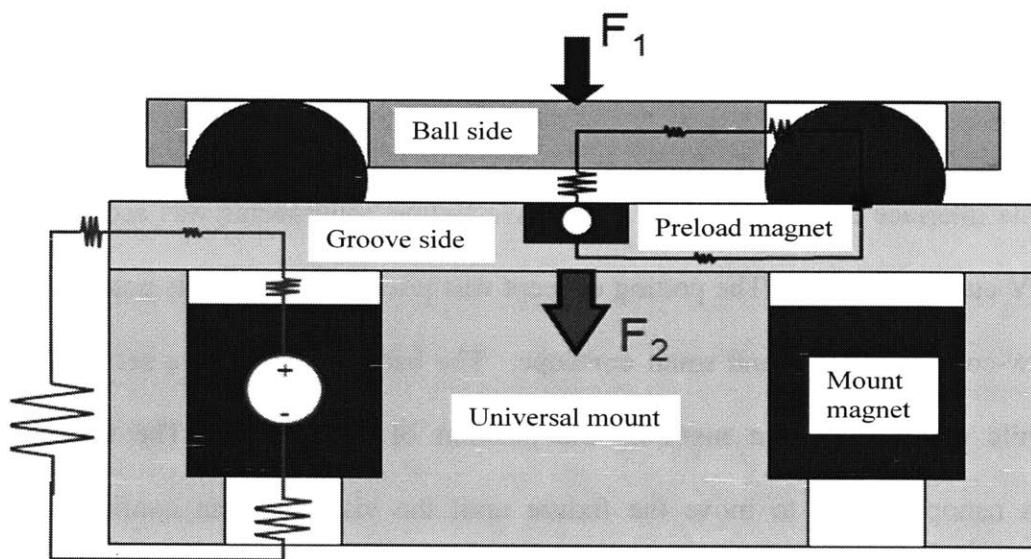 F1
Ball side
Groove side
Preload magnet
F2
Universal mount
Mount
magnet
+
-